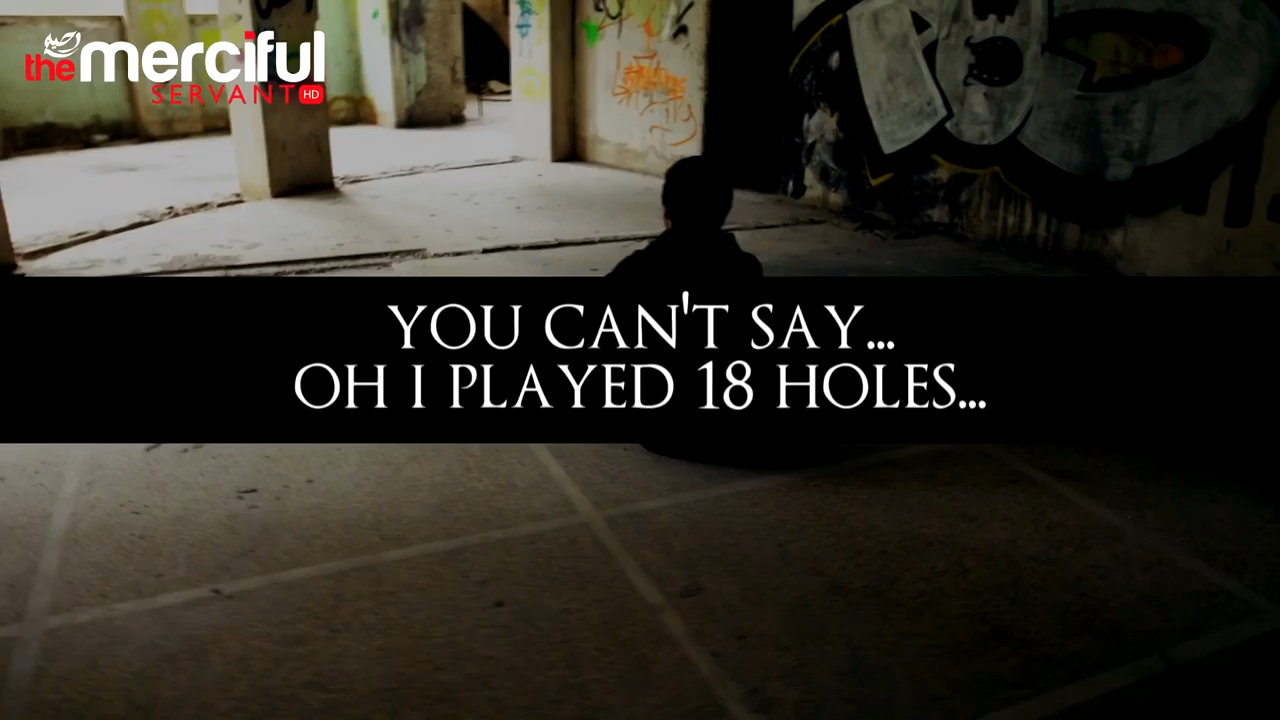 the merciful
SERVANT HD
YOU CAN'T SAY...
OH I PLAYED 18 HOLES...